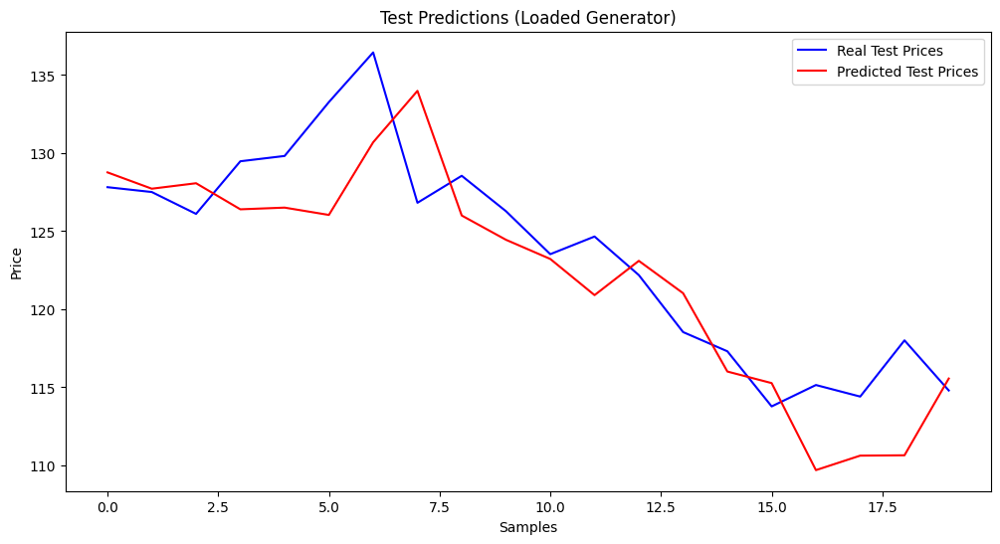 Test Predictions (Loaded Generator)
Real Test Prices
Predicted Test Prices
135
130
125
120
115
110
Price
0.0 2.5 5.0 7.5 10.0 12.5 15.0 17.5
Samples